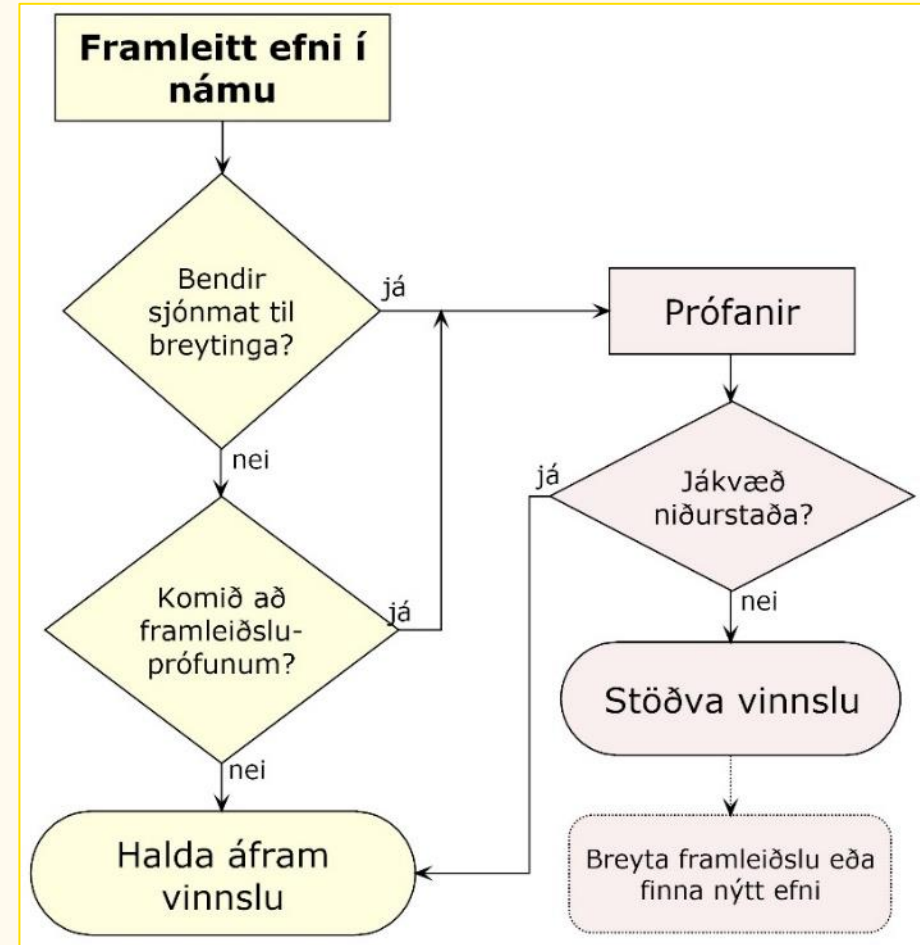 Framleitt efni í
námu
Bendir
sjónmat til
breytinga?
já
nei
Komið að
framleiðslu-
prófunum?
já
nei
Halda áfram
vinnslu
Prófanir
Jákvæð
niðurstaða?
já
nei
Stöðva vinnslu
Breyta framleiðslu eða
finna nýtt efni